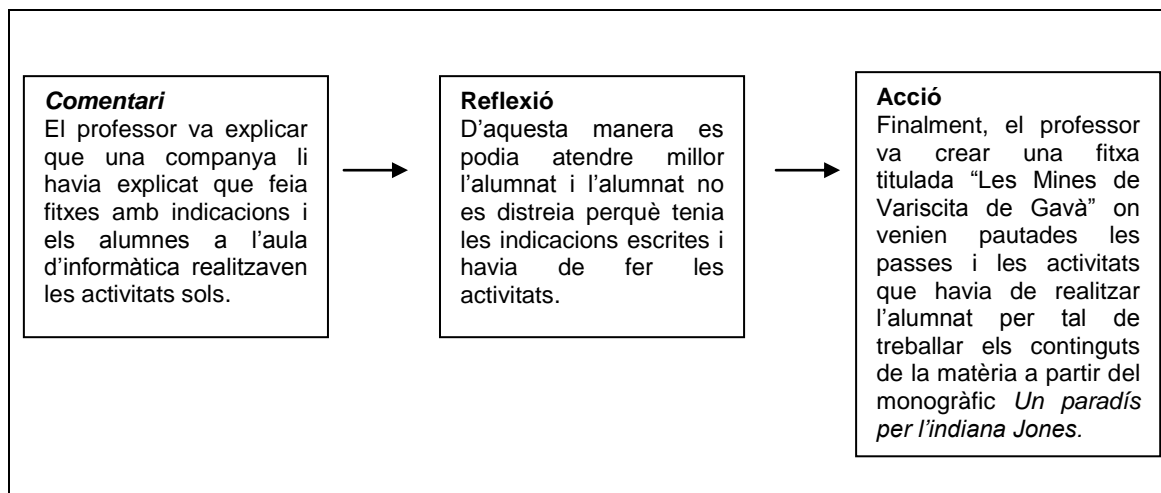 Comentari
El professor va explicar
que una companya li
havia explicat que feia
fitxes amb indicacions i
els alumnes a l’aula
d’informàtica realitzaven
les activitats sols.
Reflexió
D’aquesta manera es
podia atendre millor
l’alumnat i l’alumnat no
es distreia perquè tenia
les indicacions escrites i
havia de fer les
activitats.
Acció
Finalment, el professor
va crear una fitxa
titulada “Les Mines de
Variscita de Gavà” on
venien pautades les
passes i les activitats
que havia de realitzar
l’alumnat per tal de
treballar els continguts
de la matèria a partir del
monogràfic Un paradís
per l’indiana Jones.